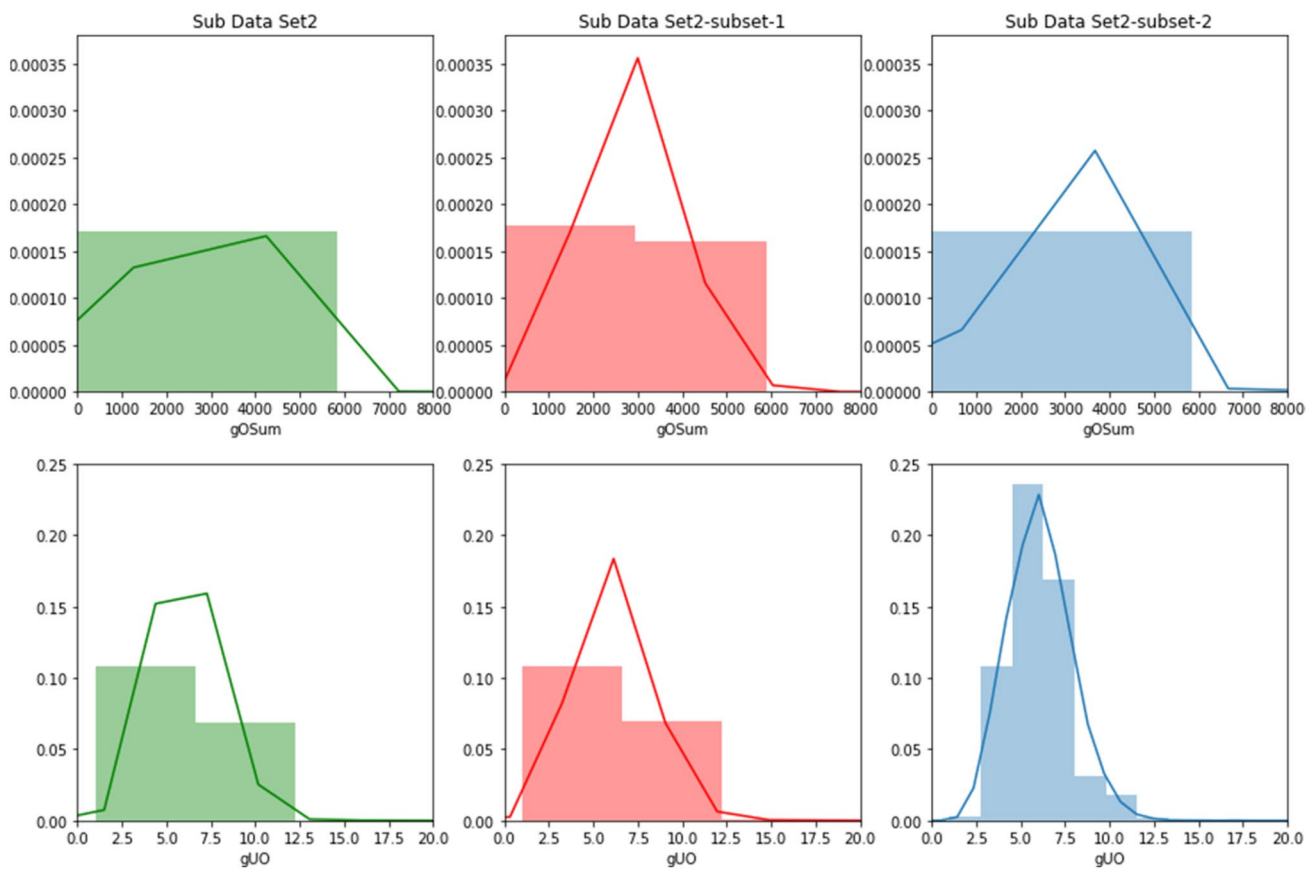 Sub Data Set2 Sub Data Set2-subset-1 Sub Data Set2-subset-2
0.00035 0.00035 0.00035
0.00030 0.00030 0.00030
0.00025 0.00025 0.00025
0.00020 0.00020 0.00020
0.00015 0.00015 0.00015
0.00010 0.00010 0.00010
0.00005 0.00005 0.00005
0.00000 0.00000 0.00000
0 1000 2000 3000 4000 5000 6000 7000 8000 0 1000 2000 3000 4000 5000 6000 7000 8000 0 1000 2000 3000 4000 5000 6000 7000 8000
gOSum gOSum gOSum
0.25 0.25 0.25
0.20 0.20 0.20
0.15 0.15 0.15
0.10 0.10 0.10
0.05 0.05 0.05
0.00 0.00 0.00
0.0 2.5 5.0 7.5 10.0 12.5 15.0 17.5 20.0 0.0 2.5 5.0 7.5 10.0 12.5 15.0 17.5 20.0 0.0 2.5 5.0 7.5 10.0 12.5 15.0 17.5 20.0
gUO gUO gUO